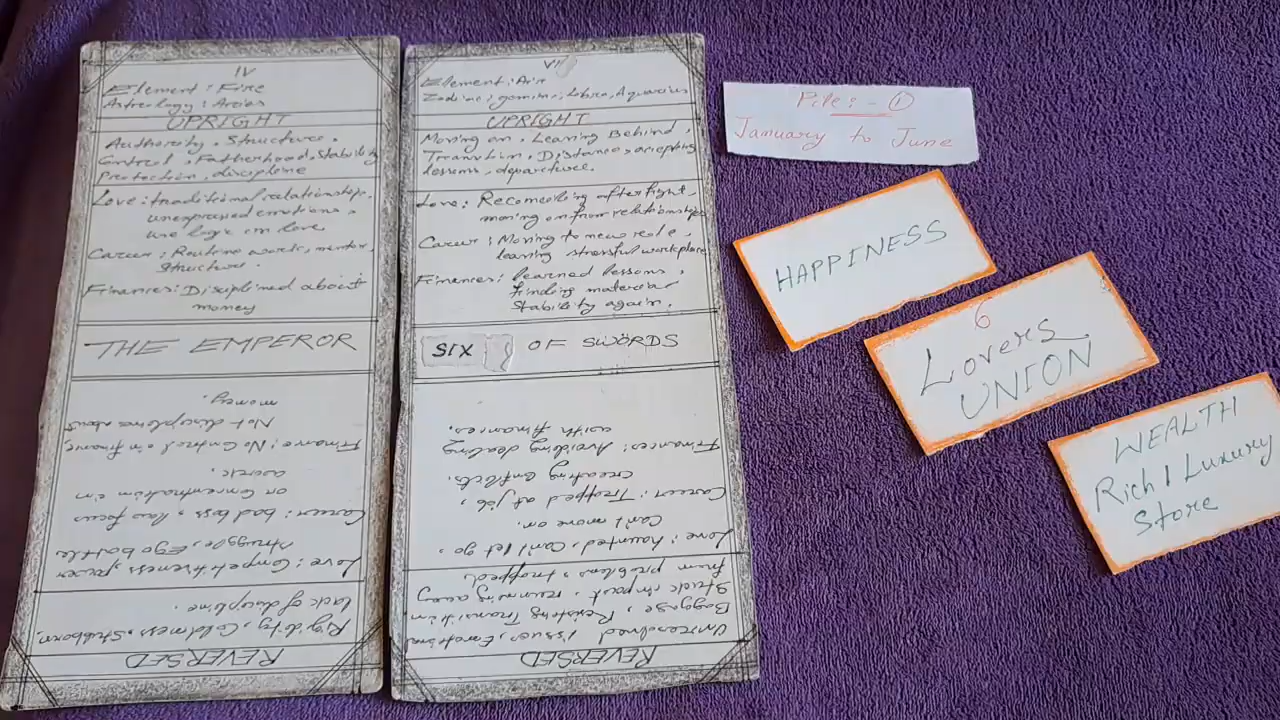 IV
Element : Fire
Astrology : Aries
UPRIGHT
Authority, Structure,
Control, Fatherhood, Stability
Protection, discipline
Love: traditional relationships,
unexpressed emotions,
use logic in love
Career : Routine work, mentor,
structure.
Finances: Disciplined about
money
THE EMPEROR
REVERSED
Rigidity, Coldness, Stubborn,
lack of discipline.
Love : Competitiveness, power
struggle, Ego battle
Career : bad boss, low focus
or concentration in
work.
Finance : No Control on finance,
Not discipline about
money.
VI
Element : Air
Zodiac : gemini, Libra, Aquarius
UPRIGHT
Moving on, Leaving Behind,
Transition, Distance, accepting
lessons, departure.
Love: Reconciling after fight,
moving on from relationships
Career : Moving to new role,
leaving stressful workplace
Finances: learned lessons,
finding material
stability again.
SIX OF SWORDS
REVERSED
Unresolved Issues, Emotional
Baggage, Resisting Transition
Stuck in past, running away
from problems, trapped.
Love : haunted, Can't let go,
Can't move on.
Career : Trapped at job,
creating conflicts.
Finances : Avoiding dealing
with finances.
Pile :- 1
January to June
HAPPINESS
6
Lovers
UNION
WEALTH
Rich / Luxury
Store